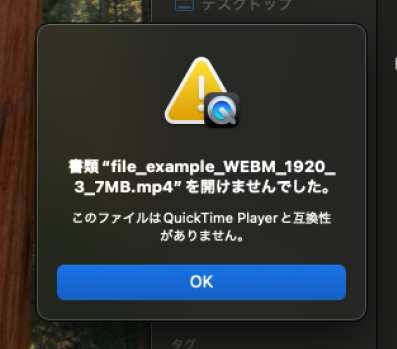 デスクトップ
書類“file_example_WEBM_1920_
3_7MB.mp4”を開けませんでした。
このファイルはQuickTime Playerと互換性
がありません。
OK
タグ